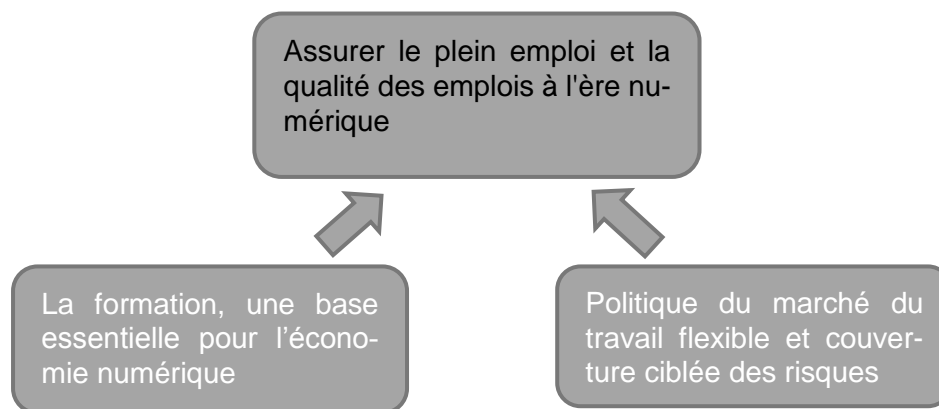 Assurer le plein emploi et la
qualité des emplois à l'ère nu-
mérique
La formation, une base
essentielle pour l’écono-
mie numérique
Politique du marché du
travail flexible et couver-
ture ciblée des risques